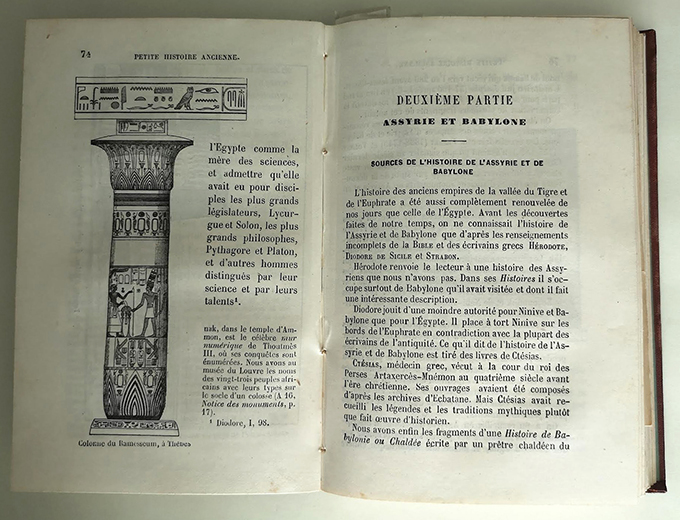 74
PETITE HISTOIRE ANCIENNE.
l'Egypte comme la
mère des sciences,
et admettre qu'elle
avait eu pour disci-
ples les plus grands
législateurs, Lycur-
gue et Solon, les plus
grands philosophes,
Pythagore et Platon,
et d'autres hommes
distingués par leur
science et par leurs
talents¹.
nak, dans le temple d'Am-
mon, est le célèbre mur
numérique de Thoutmès
III, où ses conquêtes sont
énumérées. Nous avons au
musée du Louvre les noms
des vingt-trois peuples afri-
cains avec leurs types sur
le socle d'un colosse (A 16,
Notice des monuments, p.
17).
¹ Diodore, I, 98.
Colonne du Ramesseum, à Thèbes
DEUXIÈME PARTIE
ASSYRIE ET BABYLONE
SOURCES DE L'HISTOIRE DE L'ASSYRIE ET DE
BABYLONE
L'histoire des anciens empires de la vallée du Tigre et
de l'Euphrate a été aussi complètement renouvelée de
nos jours que celle de l'Égypte. Avant les découvertes
faites de notre temps, on ne connaissait l'histoire de
l'Assyrie et de Babylone que d'après les renseignements
incomplets de la BIBLE et des écrivains grecs HÉRODOTE,
DIODORE DE SICILE et STRABON.
Hérodote renvoie le lecteur à une histoire des Assy-
riens que nous n'avons pas. Dans ses Histoires il s'oc-
cupe surtout de Babylone qu'il avait visitée et dont il fait
une intéressante description.
Diodore jouit d'une moindre autorité pour Ninive et Ba-
bylone que pour l'Égypte. Il place à tort Ninive sur les
bords de l'Euphrate en contradiction avec la plupart des
écrivains de l'antiquité. Ce qu'il dit de l'histoire de l'As-
syrie et de Babylone est tiré des livres de Ctésias.
CTÉSIAS, médecin grec, vécut à la cour du roi des
Perses Artaxercès-Mnémon au quatrième siècle avant
l'ère chrétienne. Ses ouvrages avaient été composés
d'après les archives d'Ecbatane. Mais Ctésias avait re-
cueilli les légendes et les traditions mythiques plutôt
que fait œuvre d'historien.
Nous avons enfin les fragments d'une Histoire de Ba-
bylonie ou Chaldée écrite par un prêtre chaldéen du